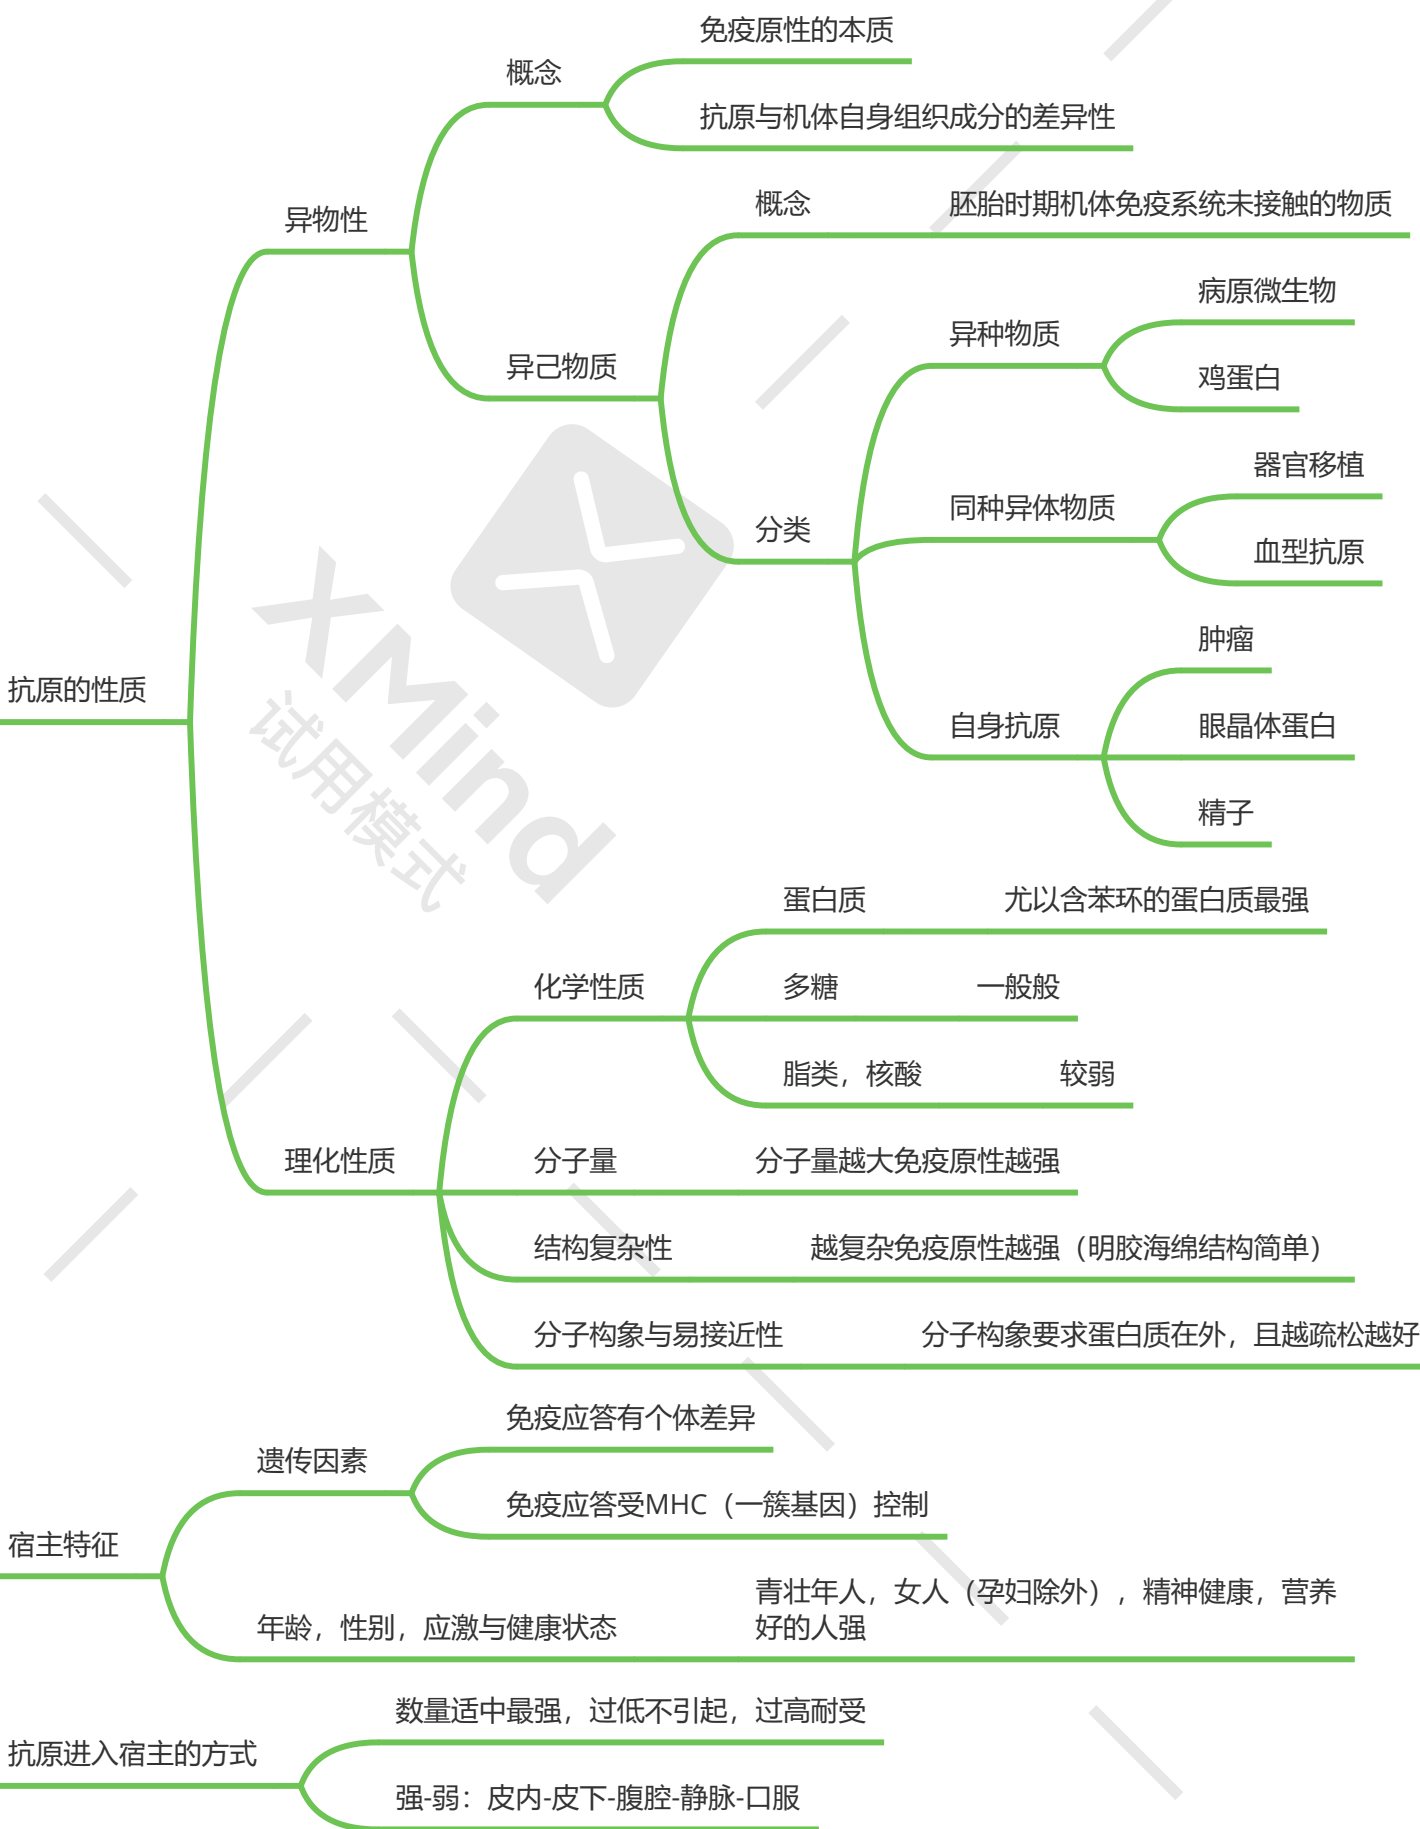 免疫原性的本质
概念
抗原与机体自身组织成分的差异性
概念
胚胎时期机体免疫系统未接触的物质
异物性
病原微生物
异种物质
异己物质
鸡蛋白
器官移植
同种异体物质
分类
血型抗原
肿瘤
抗原的性质
自身抗原
眼晶体蛋白
精子
蛋白质
尤以含苯环的蛋白质最强
化学性质
多糖
一般般
脂类，核酸
较弱
理化性质
分子量
分子量越大免疫原性越强
结构复杂性
越复杂免疫原性越强（明胶海绵结构简单）
分子构象与易接近性
分子构象要求蛋白质在外，且越疏松越好
免疫应答有个体差异
遗传因素
免疫应答受MHC（一簇基因）控制
宿主特征
青壮年人，女人（孕妇除外），精神健康，营养
好的人强
年龄，性别，应激与健康状态
数量适中最强，过低不引起，过高耐受
抗原进入宿主的方式
强-弱：皮内-皮下-腹腔-静脉-口服
XMind
试用模式